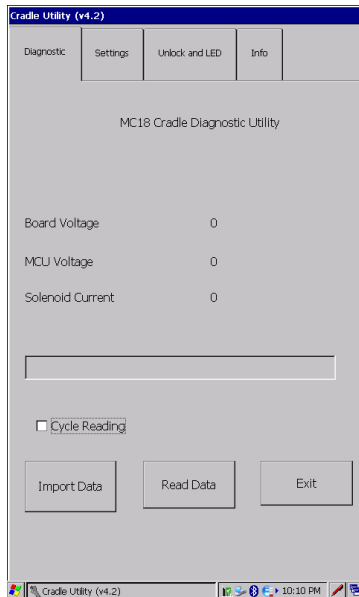 Cradle Utility (v4.2)
Diagnostic Settings Unlock and LED Info
MC18 Cradle Diagnostic Utility
Board Voltage 0
MCU Voltage 0
Solenoid Current 0
Cycle Reading
Import Data Read Data Exit
Cradle Utility (v4.2) 10:10 PM